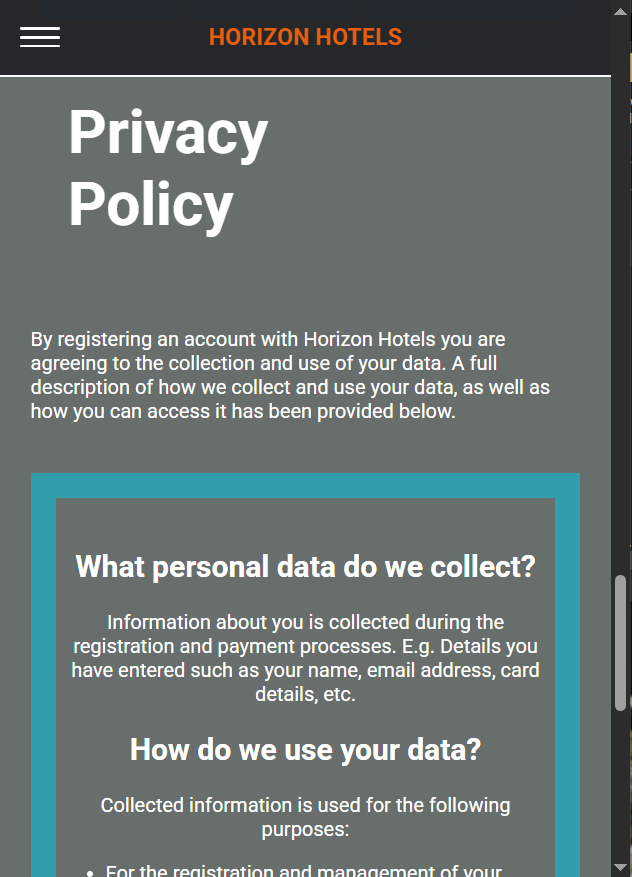 HORIZON HOTELS
Privacy
Policy
By registering an account with Horizon Hotels you are
agreeing to the collection and use of your data. A full
description of how we collect and use your data, as well as
how you can access it has been provided below.
What personal data do we collect?
Information about you is collected during the
registration and payment processes. E.g. Details you
have entered such as your name, email address, card
details, etc.
How do we use your data?
Collected information is used for the following
purposes:
• For the registration and management of your